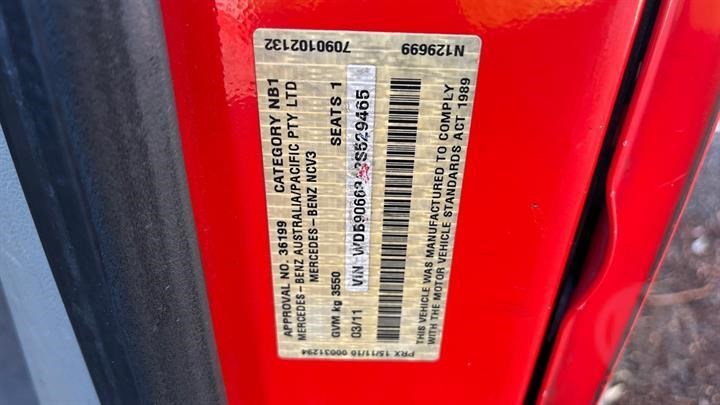 APPROVAL NO. 36199 CATEGORY NB1
MERCEDES-BENZ AUSTRALIA/PACIFIC PTY LTD
MERCEDES-BENZ NCV3
GVM kg 3550 SEATS 1
03/11
7090102132
N129699
THIS VEHICLE WAS MANUFACTURED TO COMPLY
WITH THE MOTOR VEHICLE STANDARDS ACT 1989
PRX 15/11/10 00031294